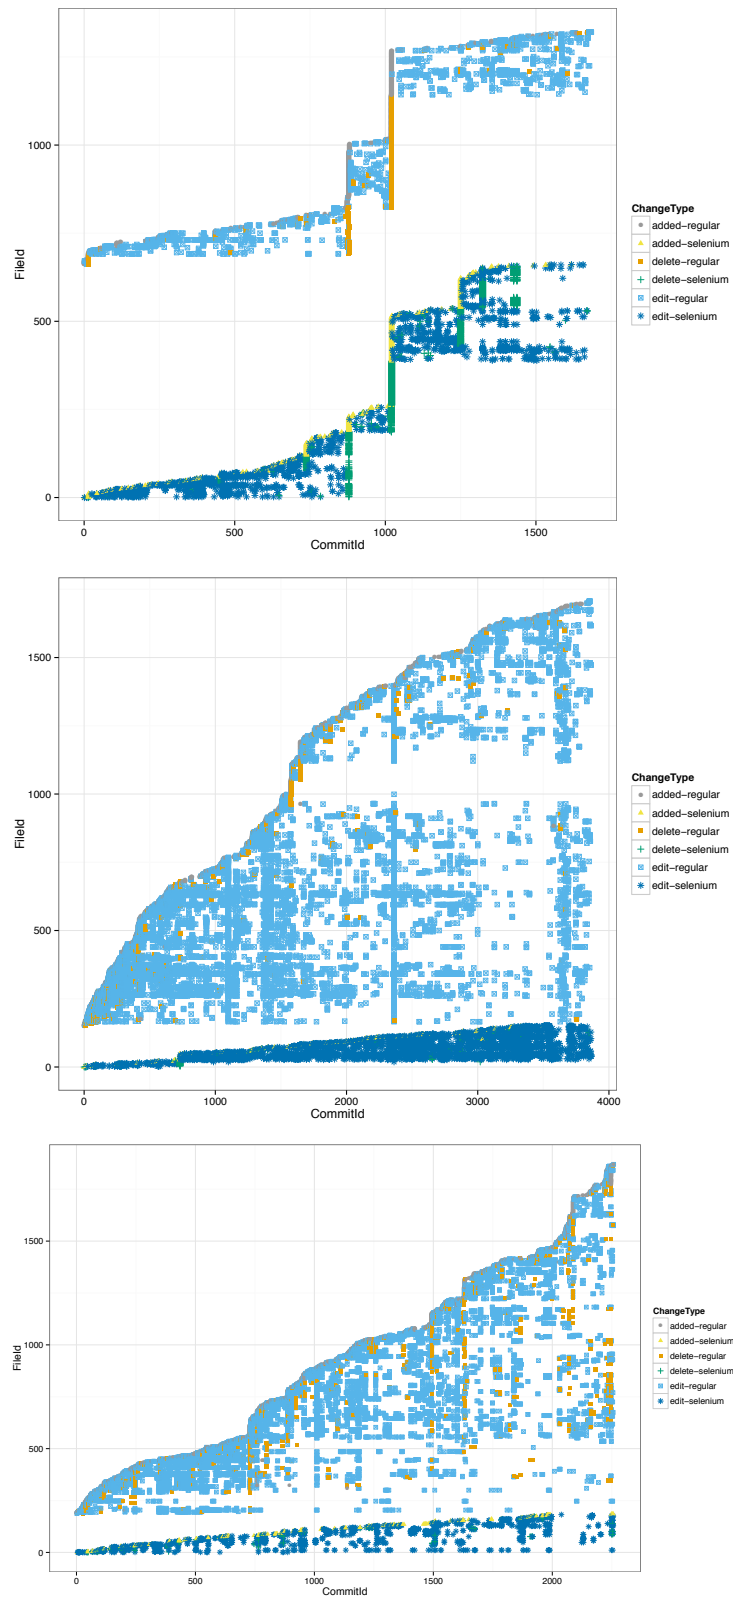 1000
500
0
FileId
0 500 1000 1500
CommitId
ChangeType
added−regular
added−selenium
delete−regular
delete−selenium
edit−regular
edit−selenium
1500
1000
500
0
FileId
0 1000 2000 3000 4000
CommitId
ChangeType
added−regular
added−selenium
delete−regular
delete−selenium
edit−regular
edit−selenium
1500
1000
500
0
FileId
0 500 1000 1500 2000
CommitId
ChangeType
added−regular
added−selenium
delete−regular
delete−selenium
edit−regular
edit−selenium